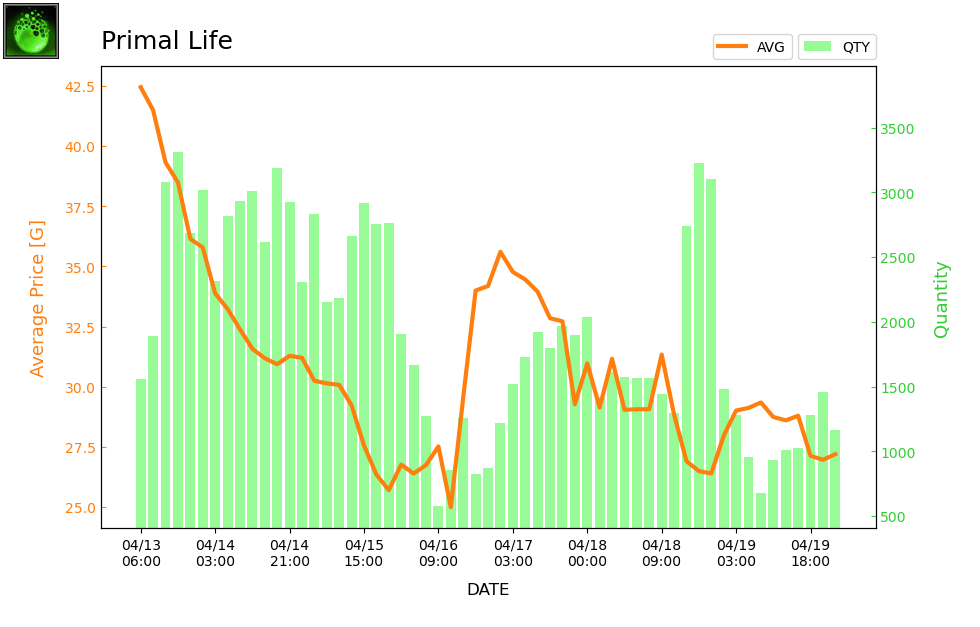 Primal Life
AVG
QTY
Average Price [G]
42.5
40.0
37.5
35.0
32.5
30.0
27.5
25.0
3500
3000
2500
2000
1500
1000
500
Quantity
04/13 04/14 04/14 04/15 04/16 04/17 04/18 04/18 04/19 04/19
06:00 03:00 21:00 15:00 09:00 03:00 00:00 09:00 03:00 18:00
DATE